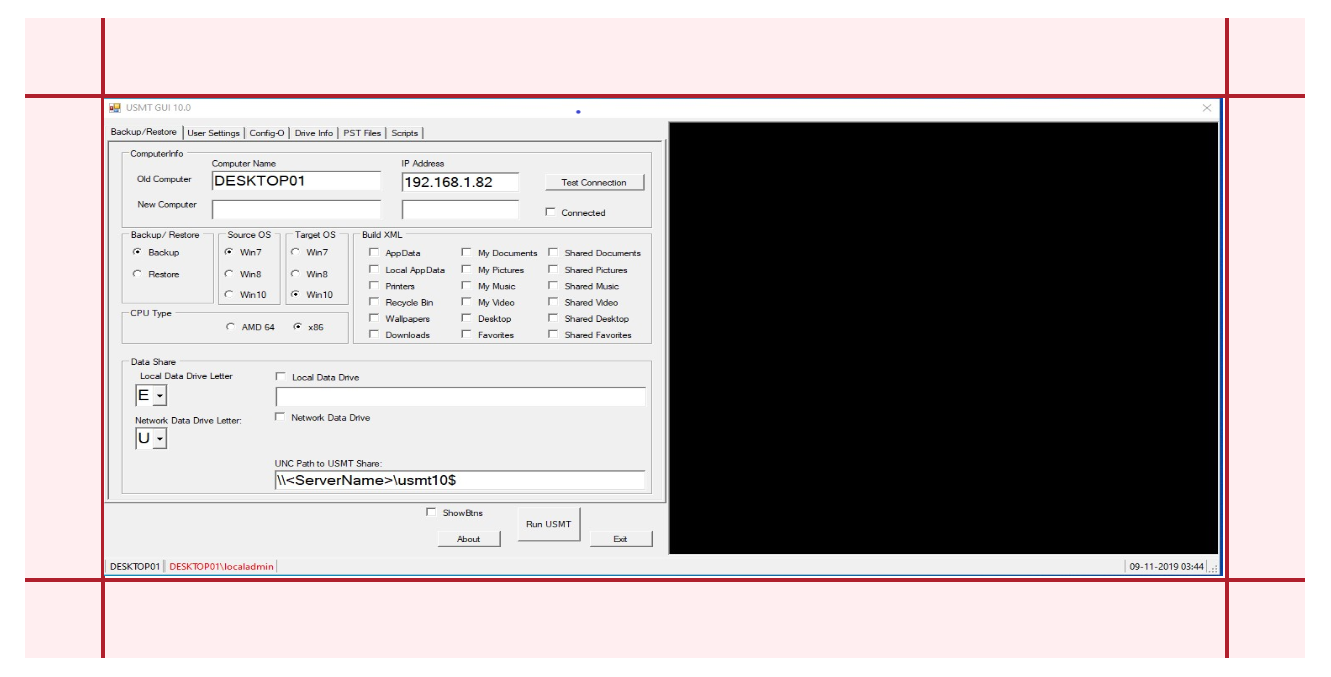 USMT GUI 10.0
Backup/Restore User Settings Config-O Drive Info PST Files Scripts
ComputerInfo
Computer Name IP Address
Old Computer DESKTOP01 192.168.1.82 Test Connection
New Computer Connected
Backup/ Restore Source OS Target OS Build XML
Backup Win7 Win7 AppData My Documents Shared Documents
Local AppData My Pictures Shared Pictures
Restore Win8 Win8
Printers My Music Shared Music
Win10 Win10
Recycle Bin My Video Shared Video
CPU Type Wallpapers Desktop Shared Desktop
AMD 64 x86
Downloads Favorites Shared Favorites
Data Share
Local Data Drive Letter Local Data Drive
E
Network Data Drive Letter: Network Data Drive
U
UNC Path to USMT Share:
\\<ServerName>\usmt10$
ShowBtns
Run USMT
About Exit
DESKTOP01 DESKTOP01\localadmin 09-11-2019 03:44